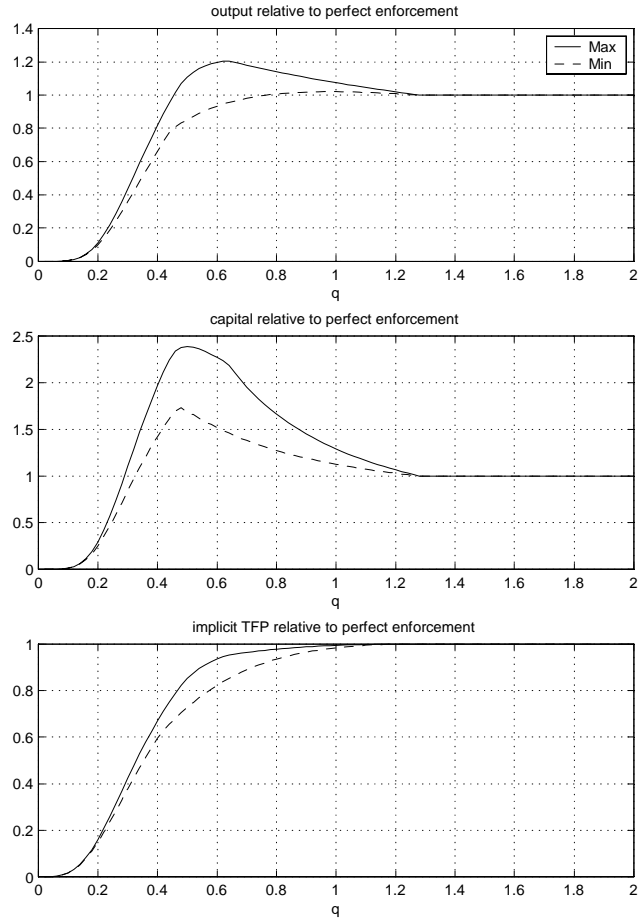 output relative to perfect enforcement
1.4
1.2
1
0.8
0.6
0.4
0.2
0
Max
Min
0 0.2 0.4 0.6 0.8 1 1.2 1.4 1.6 1.8 2
q
capital relative to perfect enforcement
2.5
2
1.5
1
0.5
0
0 0.2 0.4 0.6 0.8 1 1.2 1.4 1.6 1.8 2
q
implicit TFP relative to perfect enforcement
1
0.8
0.6
0.4
0.2
0
0 0.2 0.4 0.6 0.8 1 1.2 1.4 1.6 1.8 2
q